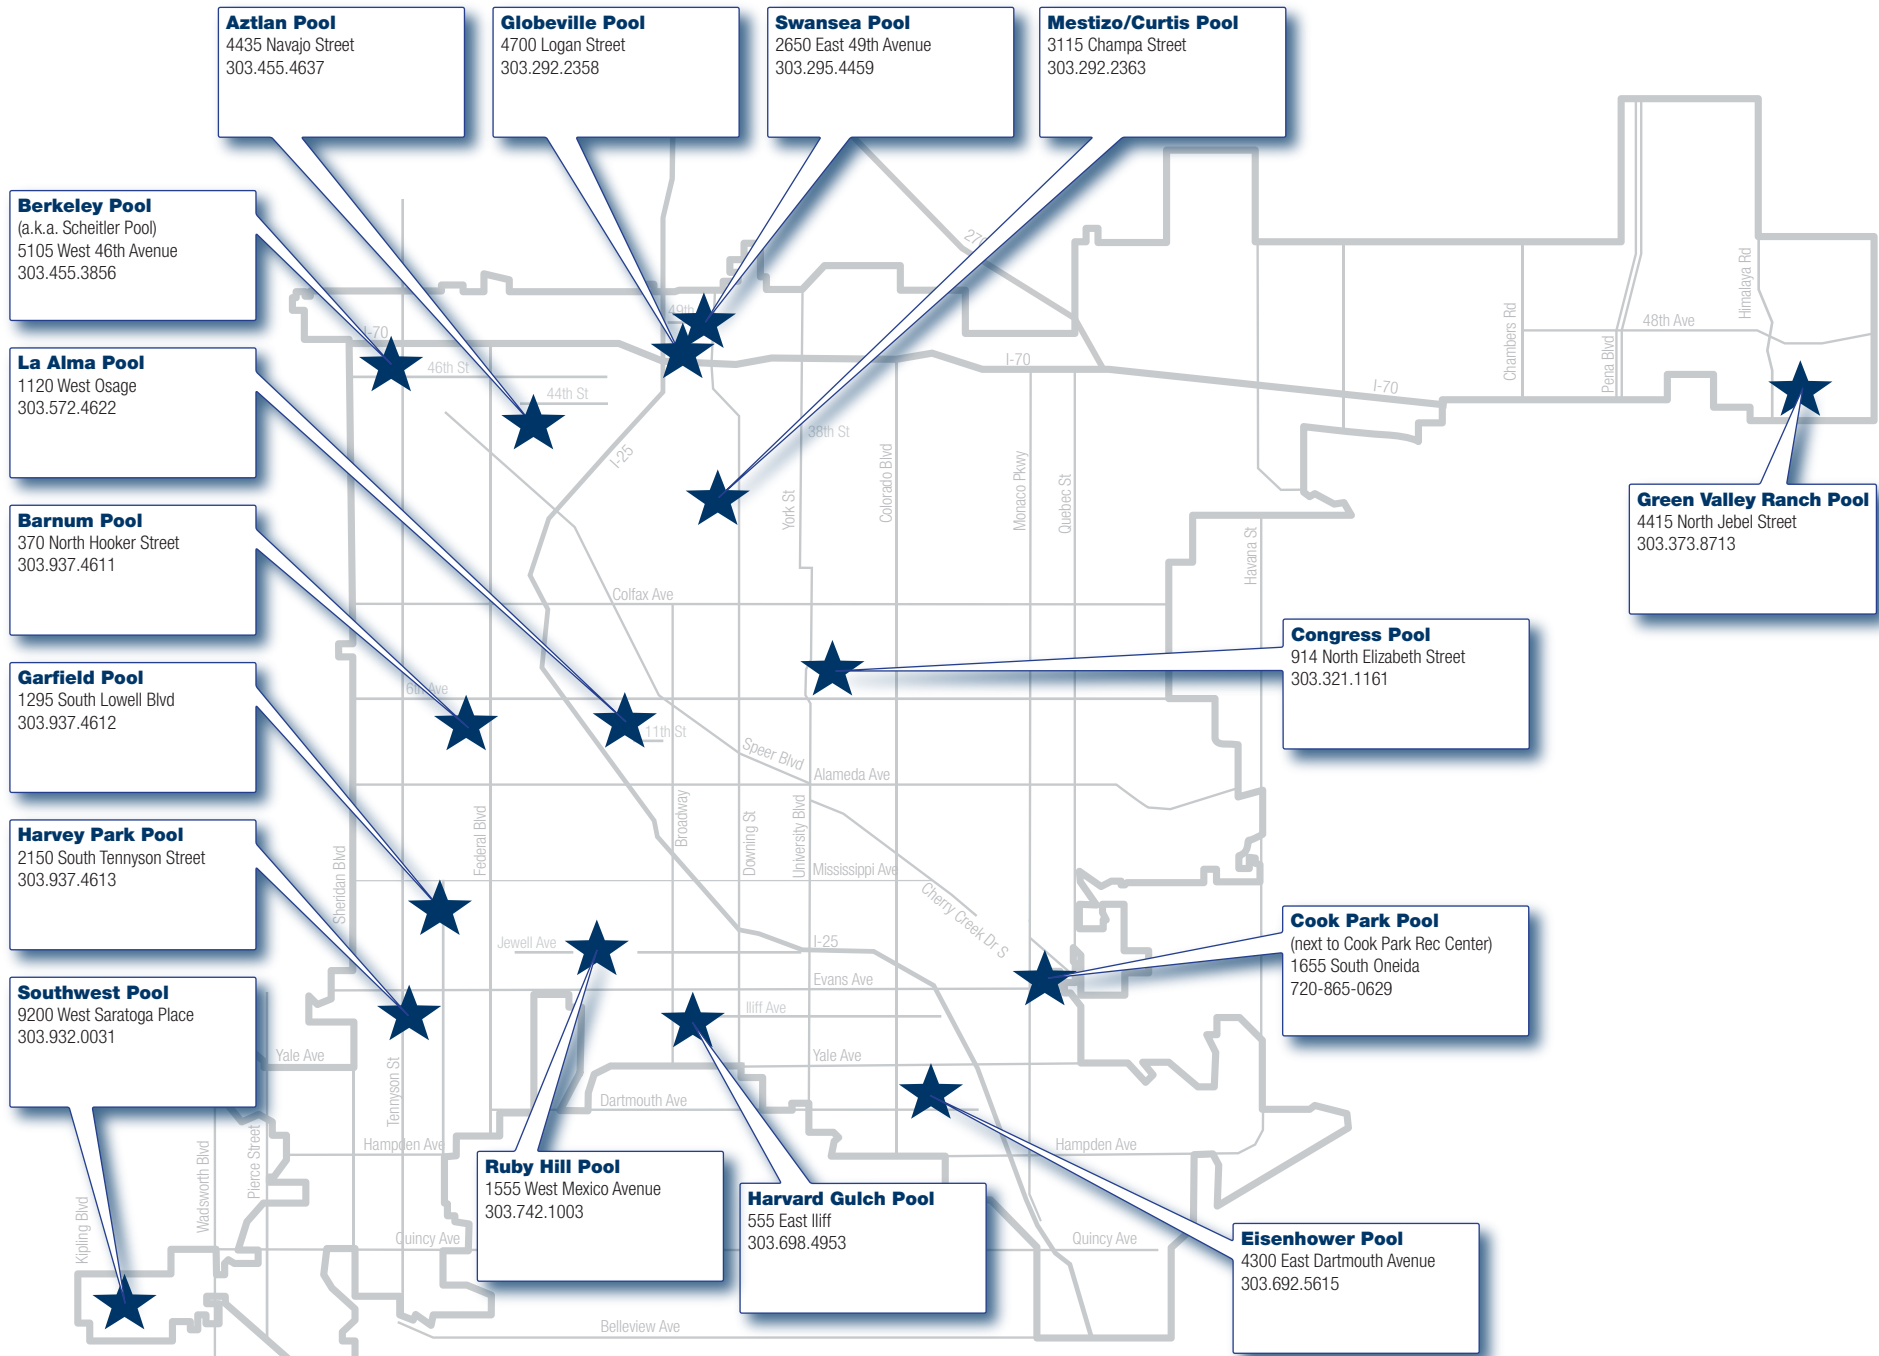 Aztlan Pool
4435 Navajo Street
303.455.4637
Globeville Pool
4700 Logan Street
303.292.2358
Swansea Pool
2650 East 49th Avenue
303.295.4459
Mestizo/Curtis Pool
3115 Champa Street
303.292.2363
Berkeley Pool
(a.k.a. Scheitler Pool)
5105 West 46th Avenue
303.455.3856
La Alma Pool
1120 West Osage
303.572.4622
Barnum Pool
370 North Hooker Street
303.937.4611
Garfield Pool
1295 South Lowell Blvd
303.937.4612
Harvey Park Pool
2150 South Tennyson Street
303.937.4613
Southwest Pool
9200 West Saratoga Place
303.932.0031
Green Valley Ranch Pool
4415 North Jebel Street
303.373.8713
Congress Pool
914 North Elizabeth Street
303.321.1161
Cook Park Pool
(next to Cook Park Rec Center)
1655 South Oneida
720-865-0629
Ruby Hill Pool
1555 West Mexico Avenue
303.742.1003
Harvard Gulch Pool
555 East Iliff
303.698.4953
Eisenhower Pool
4300 East Dartmouth Avenue
303.692.5615
I-70
46th St
44th St
49th
I-25
38th St
York St
Colorado Blvd
Monaco Pkwy
Quebec St
I-70
I-70
Havana St
Chambers Rd
Pena Blvd
48th Ave
Himalaya Rd
Colfax Ave
6th Ave
11th St
Speer Blvd
Alameda Ave
Sheridan Blvd
Federal Blvd
Broadway
Downing St
University Blvd
Mississippi Ave
Cherry Creek Dr S
Jewell Ave
I-25
Evans Ave
Iliff Ave
Yale Ave
Yale Ave
Tennyson St
Dartmouth Ave
Hampden Ave
Hampden Ave
Kipling Blvd
Wadsworth Blvd
Pierce Street
Quincy Ave
Quincy Ave
Belleview Ave